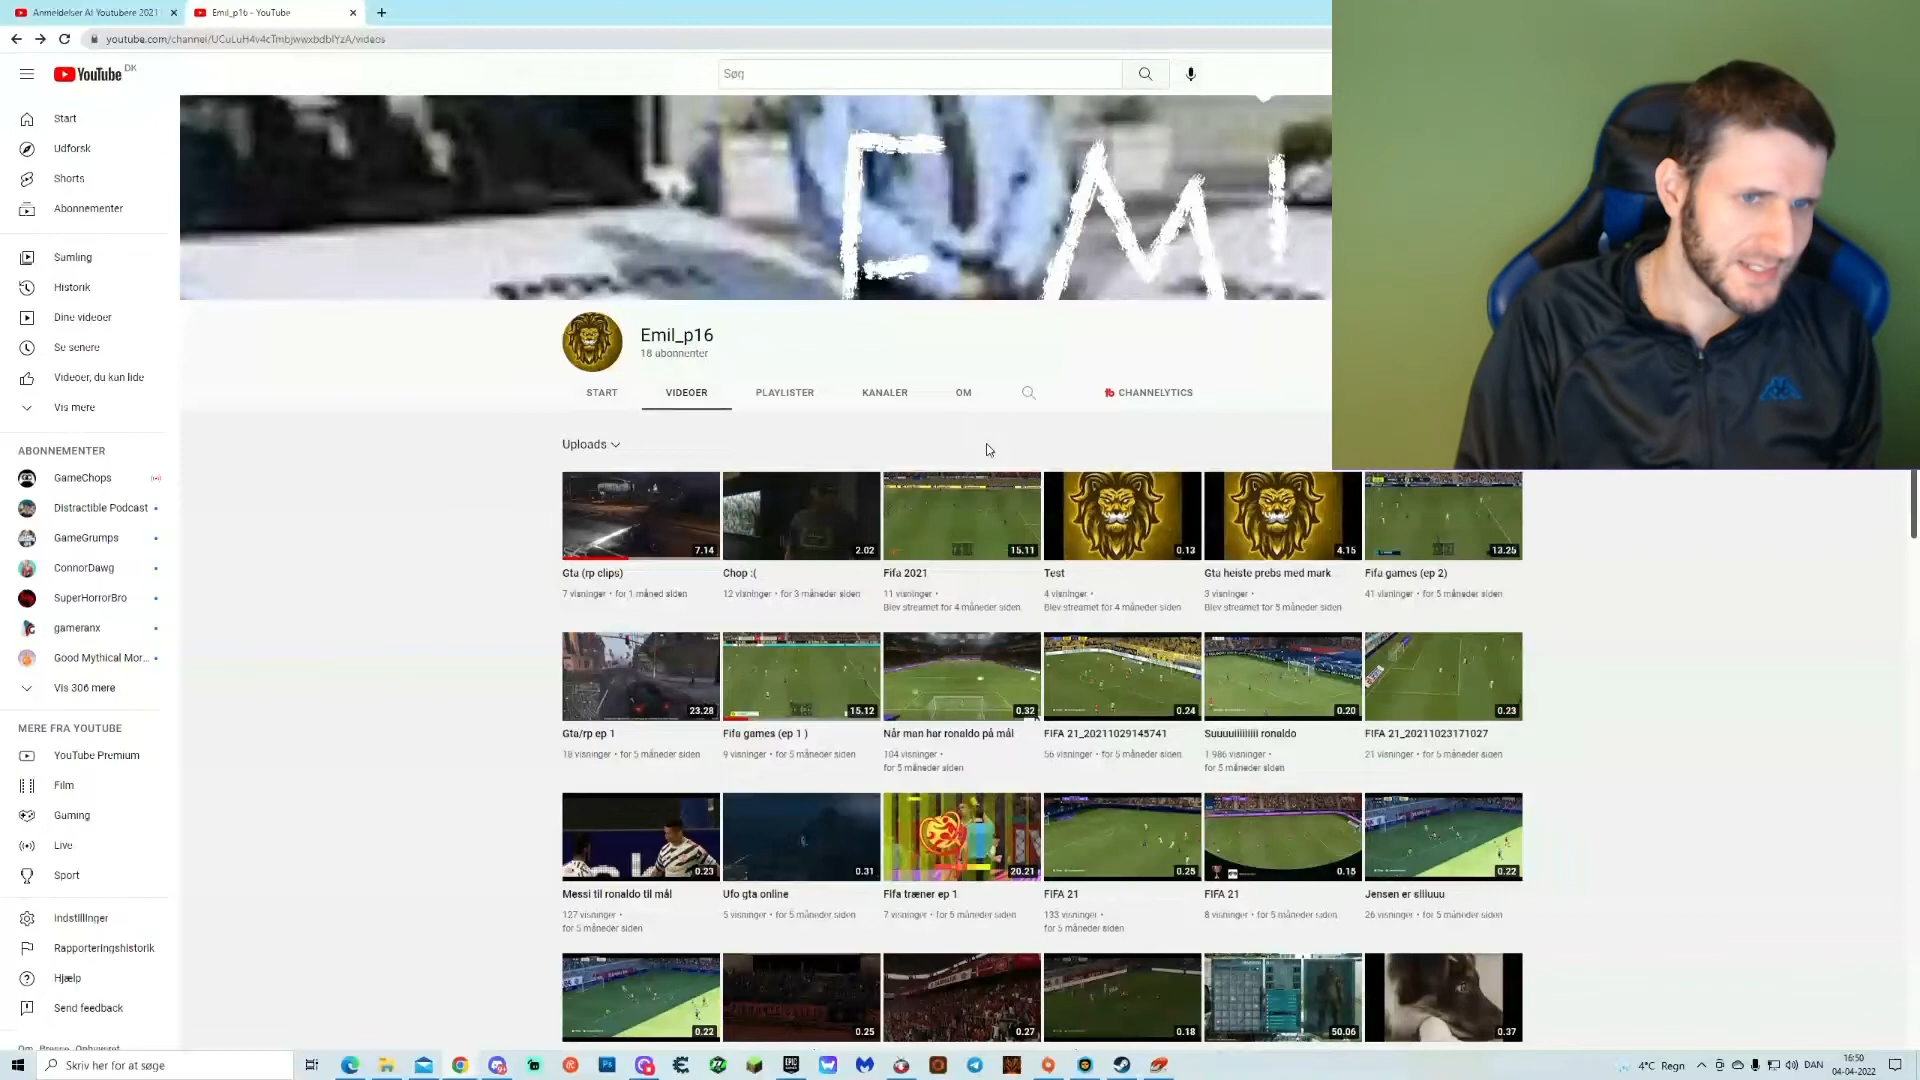 Anmeldelser Af Youtubere 2021
Emil_p16 - YouTube
youtube.com/channel/UCuLuH4v4cTmbjwwxbdbIYzA/videos
YouTube DK
Søg
Start
Udforsk
Shorts
Abonnementer
Samling
Historik
Dine videoer
Se senere
Videoer, du kan lide
Vis mere
ABONNEMENTER
GameChops
Distractible Podcast
GameGrumps
ConnorDawg
SuperHorrorBro
gameranx
Good Mythical Mor...
Vis 306 mere
MERE FRA YOUTUBE
YouTube Premium
Film
Gaming
Live
Sport
Indstillinger
Rapporteringshistorik
Hjælp
Send feedback
Om Presse Ophavsret
EMI
Emil_p16
18 abonnenter
START VIDEOER PLAYLISTER KANALER OM CHANNELYTICS
Uploads
7.14 2.02 15.11 0.13 4.15 13.25
Gta (rp clips) Chop :( Fifa 2021 Test Gta heiste prebs med mark Fifa games (ep 2)
7 visninger • for 1 måned siden 12 visninger • for 3 måneder siden 11 visninger • 4 visninger • 3 visninger • 41 visninger • for 5 måneder siden
Blev streamet for 4 måneder siden Blev streamet for 4 måneder siden Blev streamet for 5 måneder siden
23.28 15.12 0.32 0.24 0.20 0.23
Gta/rp ep 1 Fifa games (ep 1 ) Når man har ronaldo på mål FIFA 21_20211029145741 Suuuuiiiiiiiii ronaldo FIFA 21_20211023171027
18 visninger • for 5 måneder siden 9 visninger • for 5 måneder siden 104 visninger • 56 visninger • for 5 måneder siden 1 986 visninger • 21 visninger • for 5 måneder siden
for 5 måneder siden for 5 måneder siden
0.23 0.31 20.21 0.25 0.15 0.22
Messi til ronaldo til mål Ufo gta online Fifa træner ep 1 FIFA 21 FIFA 21 Jensen er siiiuuu
127 visninger • 5 visninger • for 5 måneder siden 7 visninger • for 5 måneder siden 133 visninger • 8 visninger • for 5 måneder siden 26 visninger • for 5 måneder siden
for 5 måneder siden for 5 måneder siden
0.22 0.25 0.27 0.18 50.06 0.37
Skriv her for at søge
4°C Regn DAN 16:50
04-04-2022